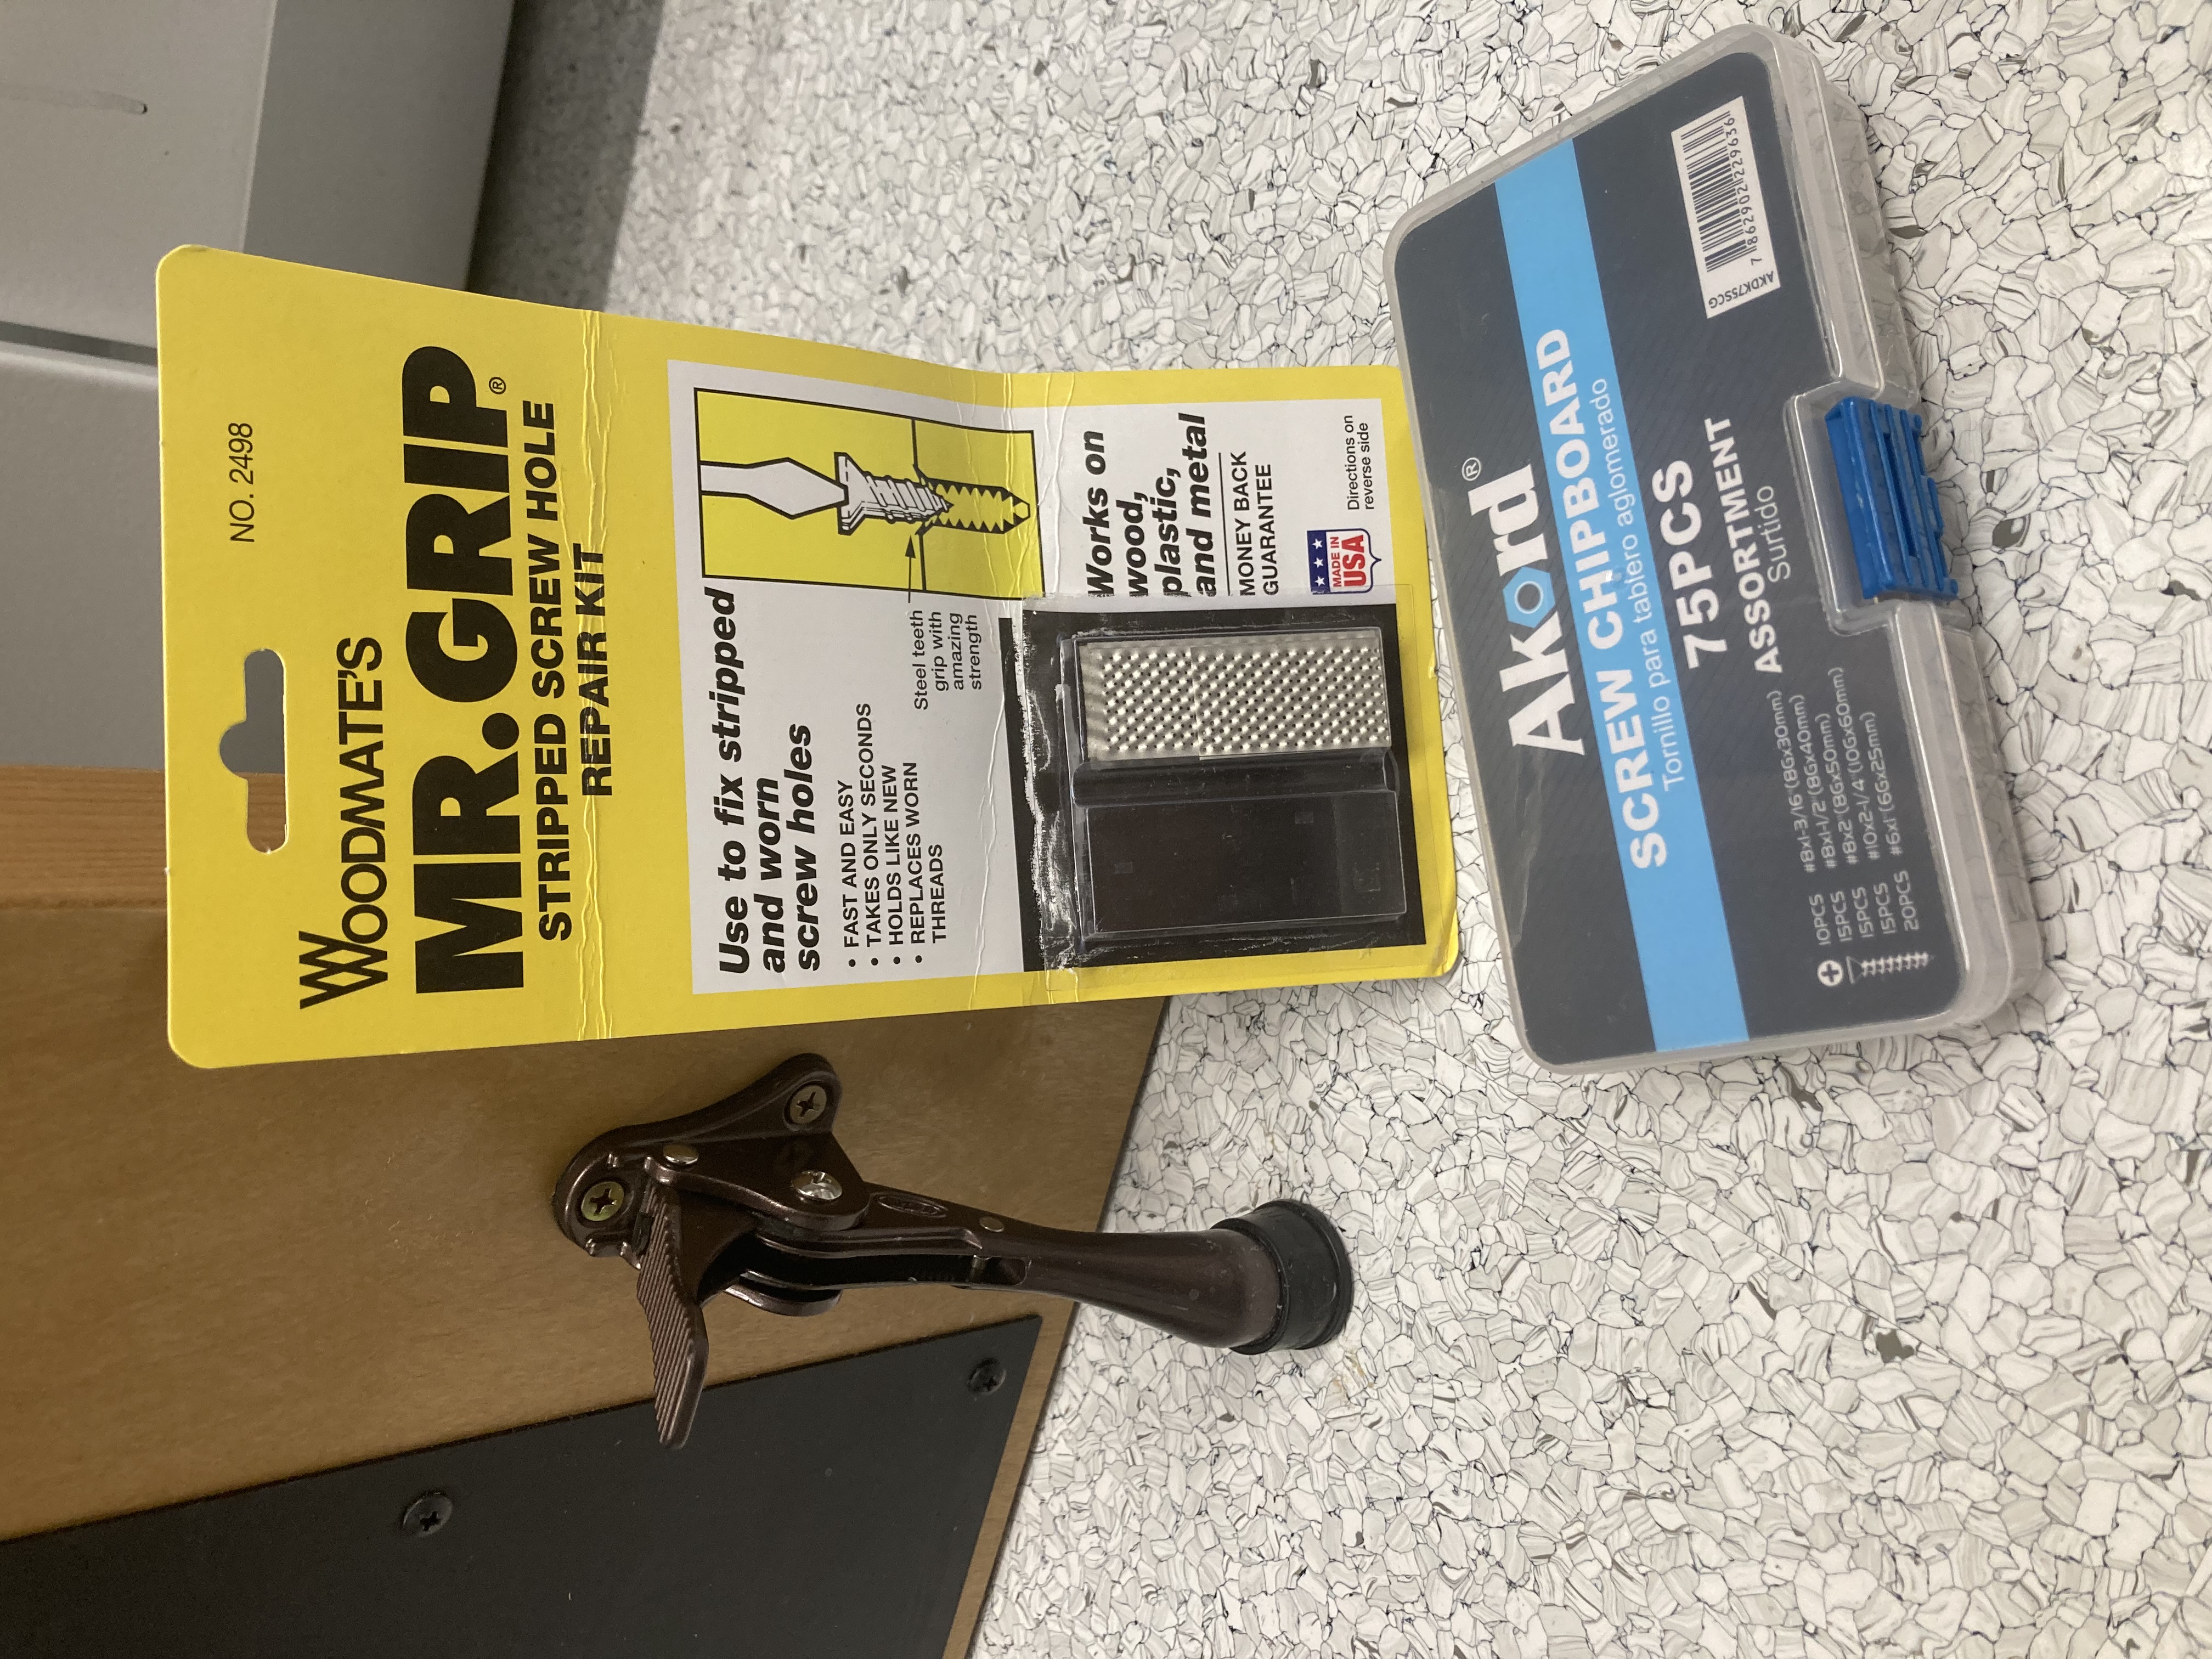 NO. 2498
WOODMATE'S
MR. GRIP®
STRIPPED SCREW HOLE
REPAIR KIT
Use to fix stripped
and worn
screw holes
• FAST AND EASY
• TAKES ONLY SECONDS
• HOLDS LIKE NEW
• REPLACES WORN
THREADS
Steel teeth
grip with
amazing
strength
Works on
wood,
plastic,
and metal
MONEY BACK
GUARANTEE
MADE IN
USA
Directions on
reverse side
Akord®
SCREW CHIPBOARD
Tornillo para tablero aglomerado
75PCS
ASSORTMENT
Surtido
10PCS #8x1-3/16"(8Gx30mm)
15PCS #8x1-1/2"(8Gx40mm)
15PCS #8x2"(8Gx50mm)
15PCS #10x2-1/4"(10Gx60mm)
20PCS #6x1"(6Gx25mm)
7862902229636
AKDK75SCG